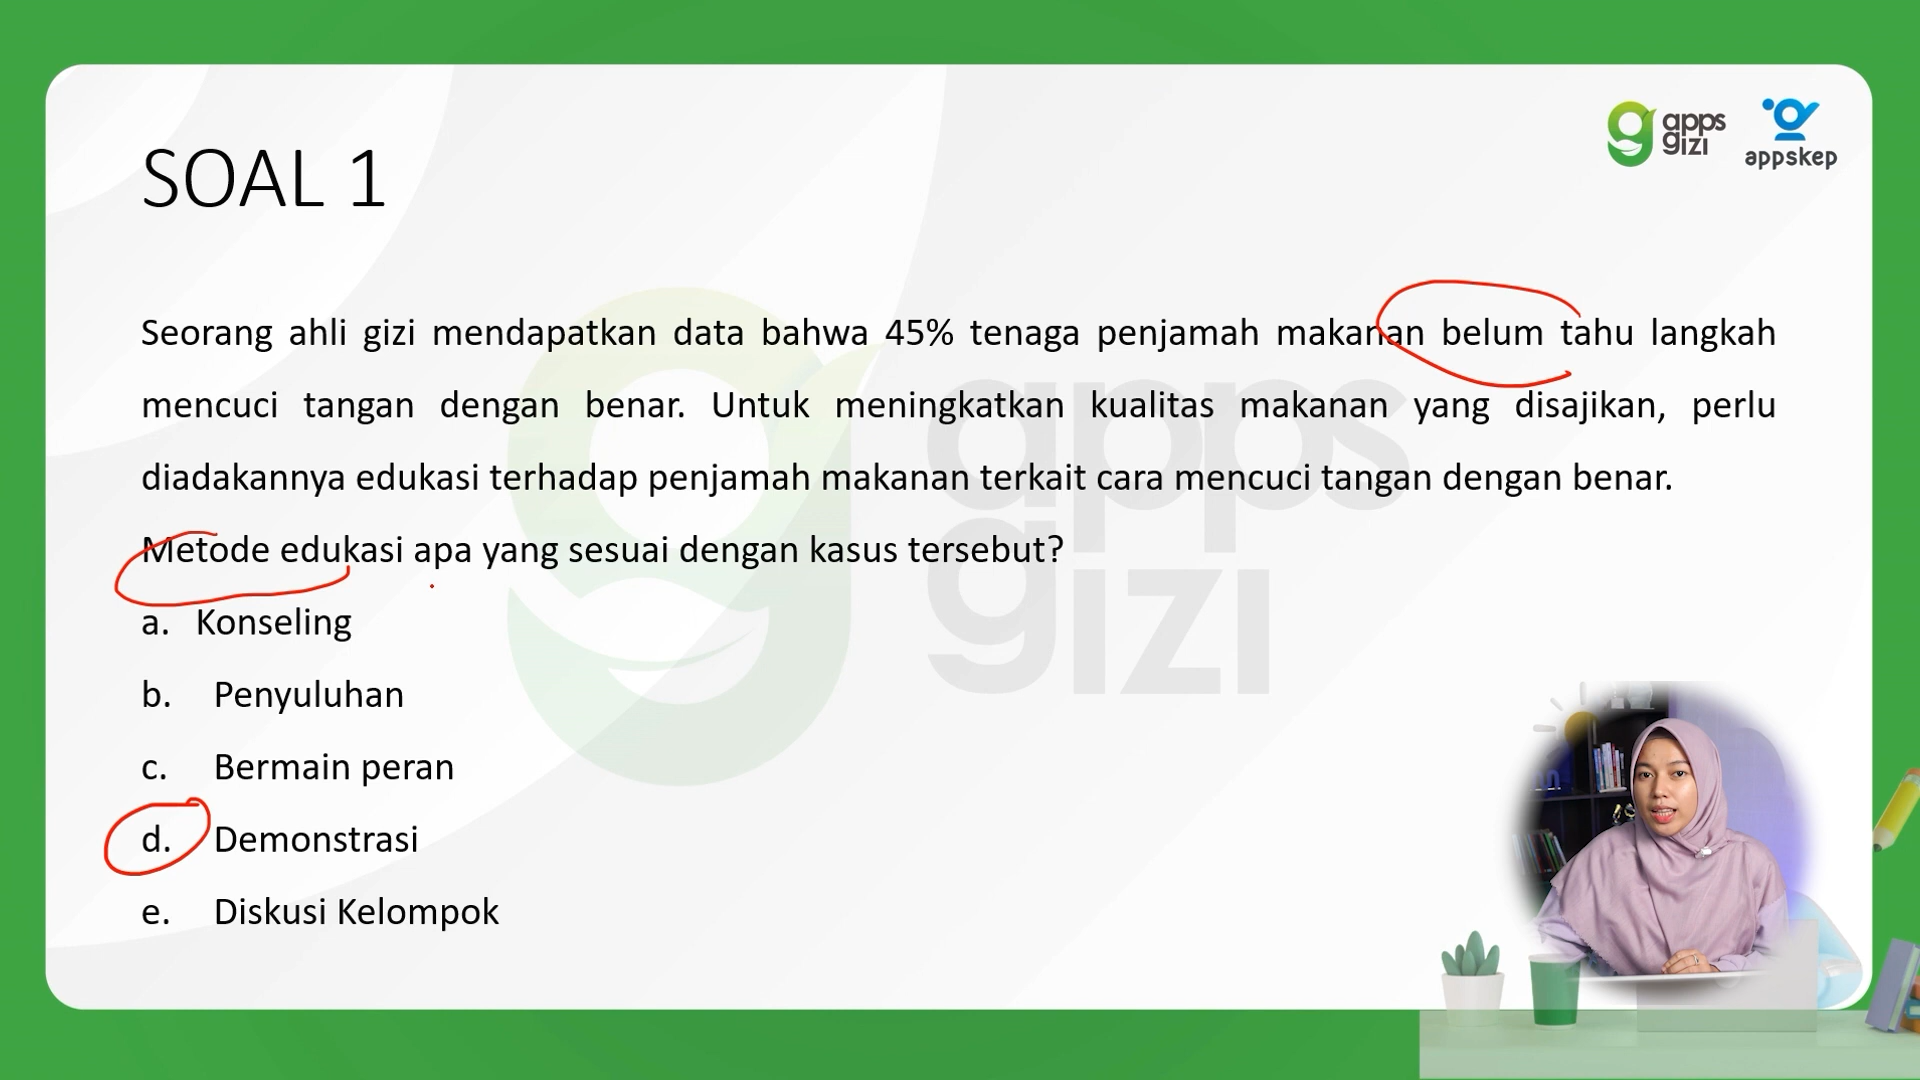 apps
gizi
appskep
SOAL 1
Seorang ahli gizi mendapatkan data bahwa 45% tenaga penjamah makanan belum tahu langkah
mencuci tangan dengan benar. Untuk meningkatkan kualitas makanan yang disajikan, perlu
diadakannya edukasi terhadap penjamah makanan terkait cara mencuci tangan dengan benar.
Metode edukasi apa yang sesuai dengan kasus tersebut?
a. Konseling
b. Penyuluhan
c. Bermain peran
d. Demonstrasi
e. Diskusi Kelompok
apps
gizi